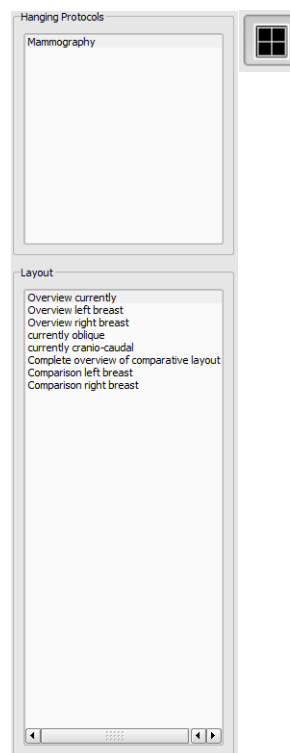 Hanging Protocols
Mammography
Layout
Overview currently
Overview left breast
Overview right breast
currently oblique
currently cranio-caudal
Complete overview of comparative layout
Comparison left breast
Comparison right breast